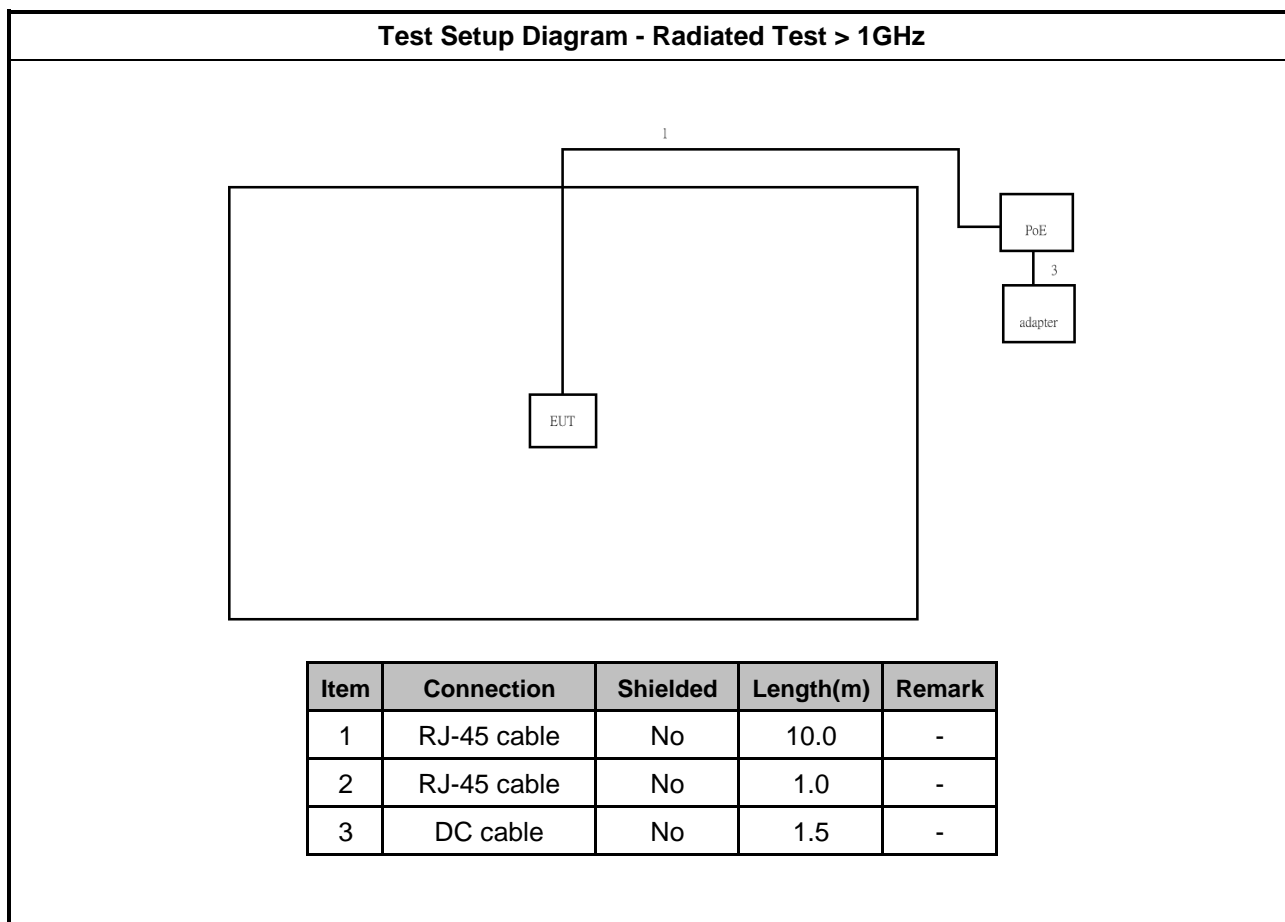 Test Setup Diagram - Radiated Test > 1GHz
1
PoE
3
adapter
EUT
Item Connection Shielded Length(m) Remark
1 RJ-45 cable No 10.0 -
2 RJ-45 cable No 1.0 -
3 DC cable No 1.5 -